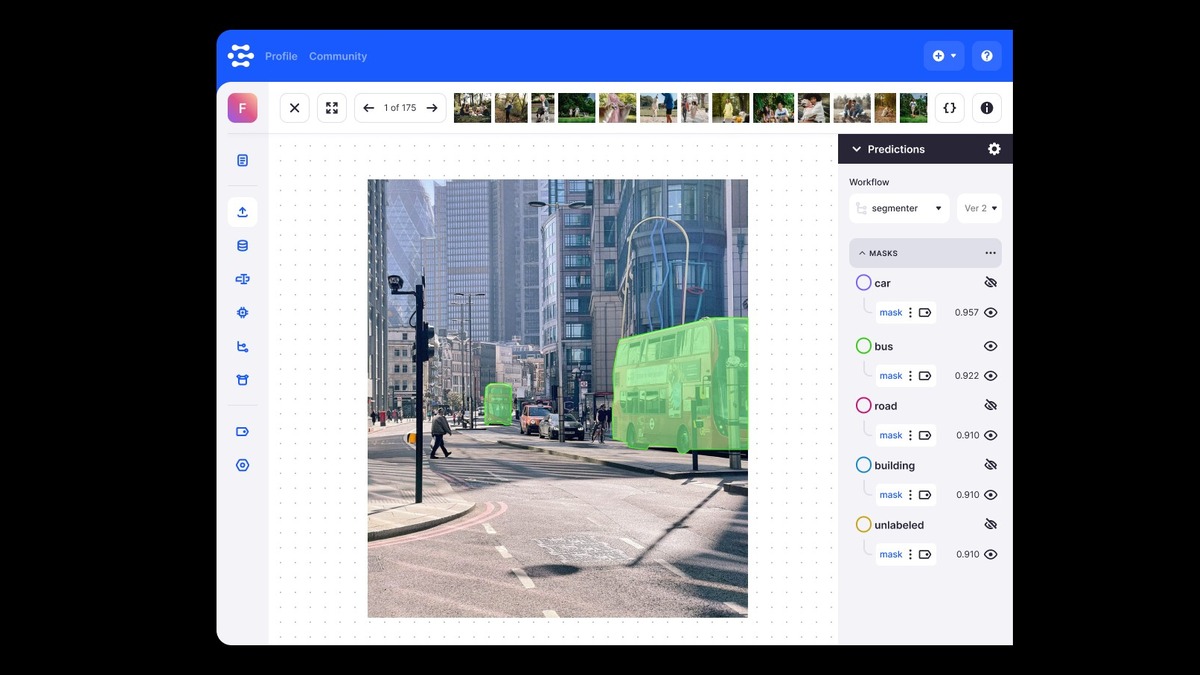 Profile Community
F
1 of 175
{}
Predictions
Workflow
segmenter
Ver 2
MASKS
car
mask
0.957
bus
mask
0.922
road
mask
0.910
building
mask
0.910
unlabeled
mask
0.910